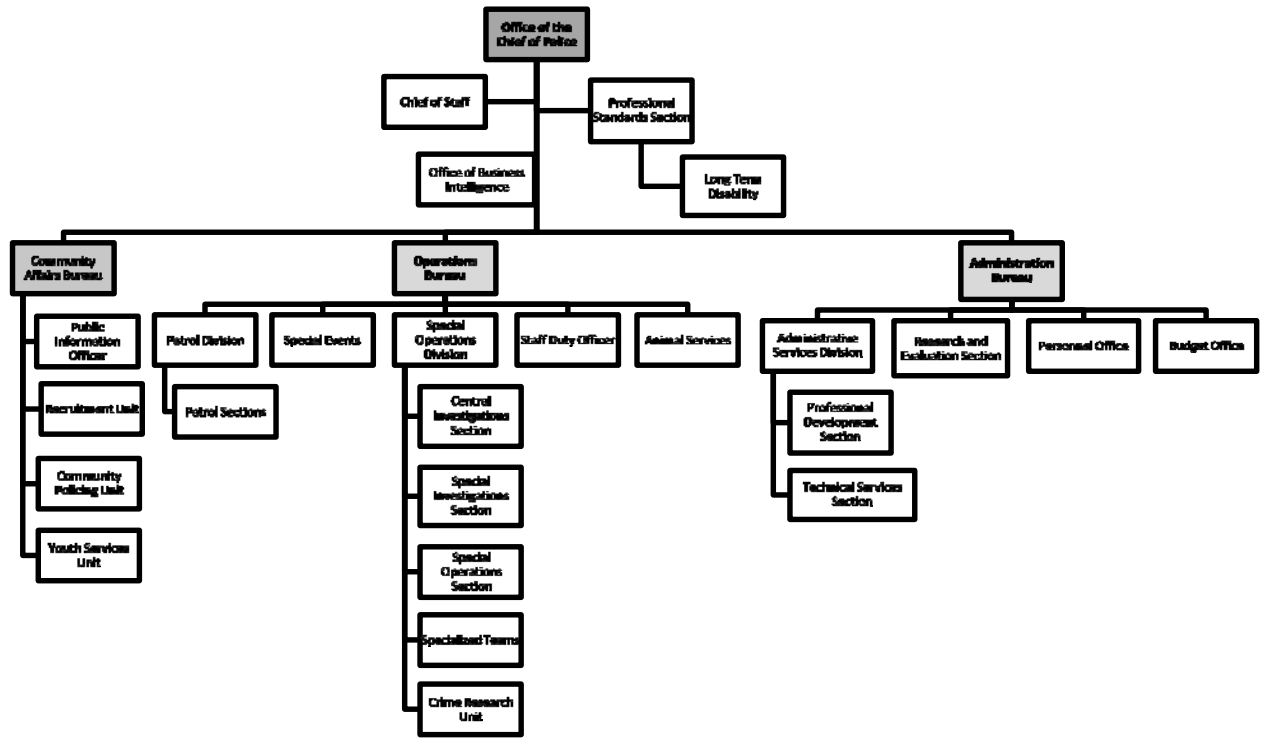 Office of the
Chief of Police
Chief of Staff
Professional
Standards Section
Office of Business
Intelligence
Long Term
Disability
Community
Affairs Bureau
Operations
Bureau
Administration
Bureau
Public
Information
Officer
Patrol Division
Special Events
Special
Operations
Division
Staff Duty Officer
Animal Services
Administrative
Services Division
Research and
Evaluation Section
Personnel Office
Budget Office
Recruitment Unit
Patrol Sections
Central
Investigations
Section
Professional
Development
Section
Community
Policing Unit
Special
Investigations
Section
Technical Services
Section
Youth Services
Unit
Special
Operations
Section
Specialized Teams
Crime Research
Unit